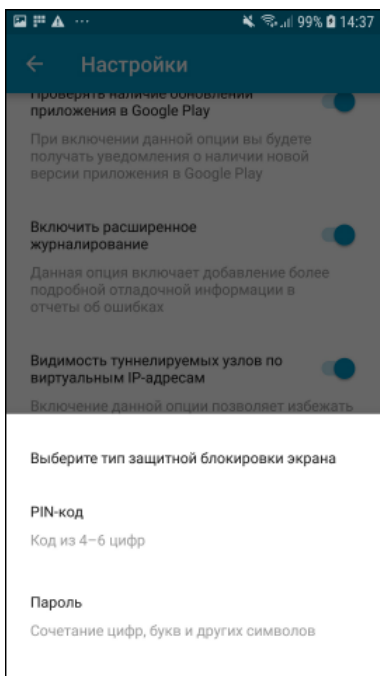 99% 14:37
Настройки
Проверять наличие обновлений
приложения в Google Play
При включении данной опции вы будете
получать уведомления о наличии новой
версии приложения в Google Play
Включить расширенное
журналирование
Данная опция включает добавление более
подробной отладочной информации в
отчеты об ошибках
Видимость туннелируемых узлов по
виртуальным IP-адресам
Включение данной опции позволяет избежать
Выберите тип защитной блокировки экрана
PIN-код
Код из 4–6 цифр
Пароль
Сочетание цифр, букв и других символов